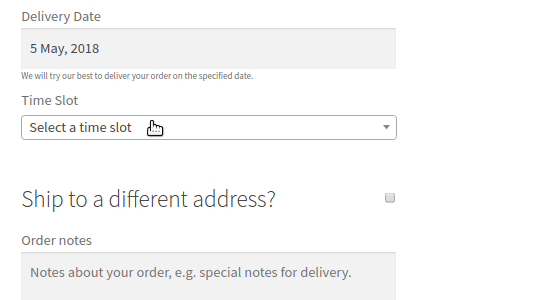 Delivery Date
5 May, 2018
We will try our best to deliver your order on the specified date.
Time Slot
Select a time slot
Ship to a different address?
Order notes
Notes about your order, e.g. special notes for delivery.